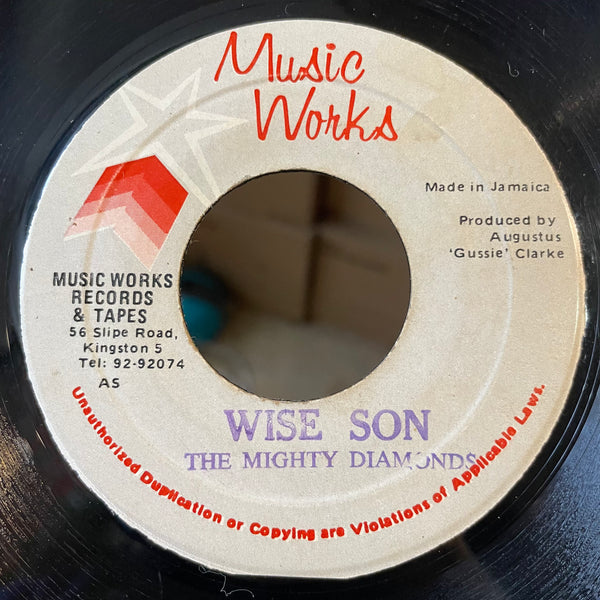 Music
Works
Made in Jamaica
Produced by
Augustus
'Gussie' Clarke
MUSIC WORKS
RECORDS
& TAPES
56 Slipe Road,
Kingston 5
Tel: 92-92074
AS
WISE SON
THE MIGHTY DIAMONDS
Unauthorized Duplication or Copying are Violations of Applicable Laws.